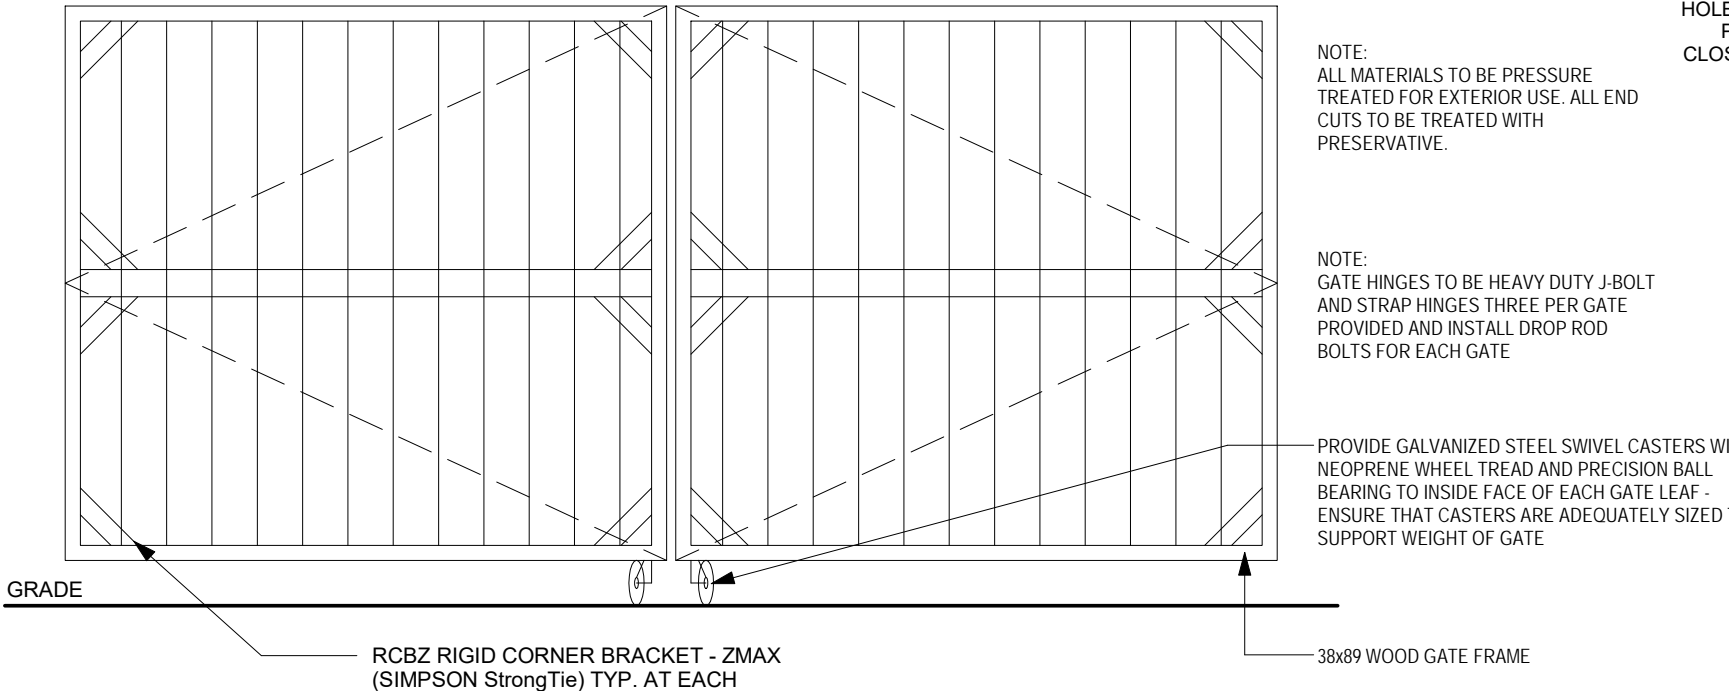 HOLE
CLOS
NOTE:
ALL MATERIALS TO BE PRESSURE
TREATED FOR EXTERIOR USE. ALL END
CUTS TO BE TREATED WITH
PRESERVATIVE.
NOTE:
GATE HINGES TO BE HEAVY DUTY J-BOLT
AND STRAP HINGES THREE PER GATE
PROVIDED AND INSTALL DROP ROD
BOLTS FOR EACH GATE
PROVIDE GALVANIZED STEEL SWIVEL CASTERS WI
NEOPRENE WHEEL TREAD AND PRECISION BALL
BEARING TO INSIDE FACE OF EACH GATE LEAF -
ENSURE THAT CASTERS ARE ADEQUATELY SIZED
SUPPORT WEIGHT OF GATE
GRADE
RCBZ RIGID CORNER BRACKET - ZMAX
(SIMPSON StrongTie) TYP. AT EACH
38x89 WOOD GATE FRAME